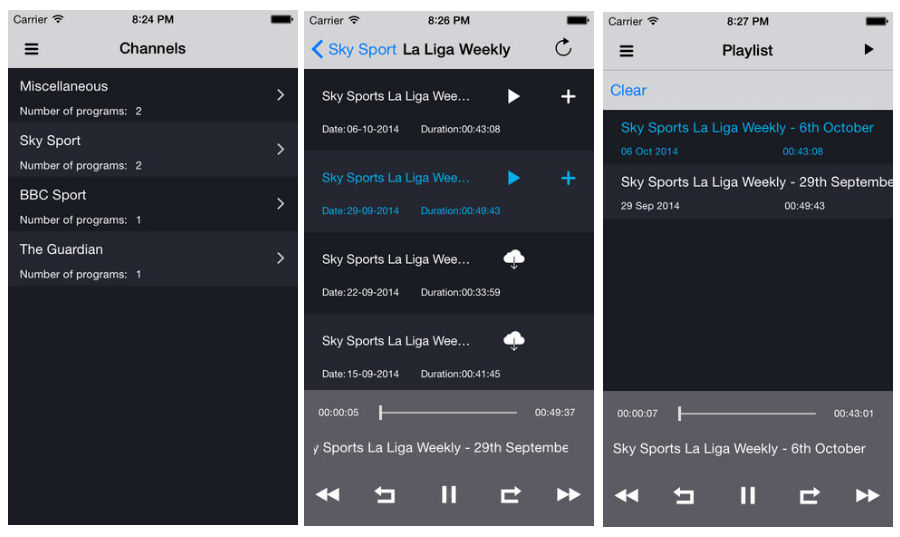 Carrier 8:24 PM
Channels
Miscellaneous
Number of programs: 2
Sky Sport
Number of programs: 2
BBC Sport
Number of programs: 1
The Guardian
Number of programs: 1
Carrier 8:26 PM
Sky Sport La Liga Weekly
Sky Sports La Liga Wee...
Date:06-10-2014 Duration:00:43:08
Sky Sports La Liga Wee...
Date:29-09-2014 Duration:00:49:43
Sky Sports La Liga Wee...
Date:22-09-2014 Duration:00:33:59
Sky Sports La Liga Wee...
Date:15-09-2014 Duration:00:41:45
00:00:05 00:49:37
y Sports La Liga Weekly - 29th Septembe
Carrier 8:27 PM
Playlist
Clear
Sky Sports La Liga Weekly - 6th October
06 Oct 2014 00:43:08
Sky Sports La Liga Weekly - 29th Septembe
29 Sep 2014 00:49:43
00:00:07 00:43:01
Sky Sports La Liga Weekly - 6th October